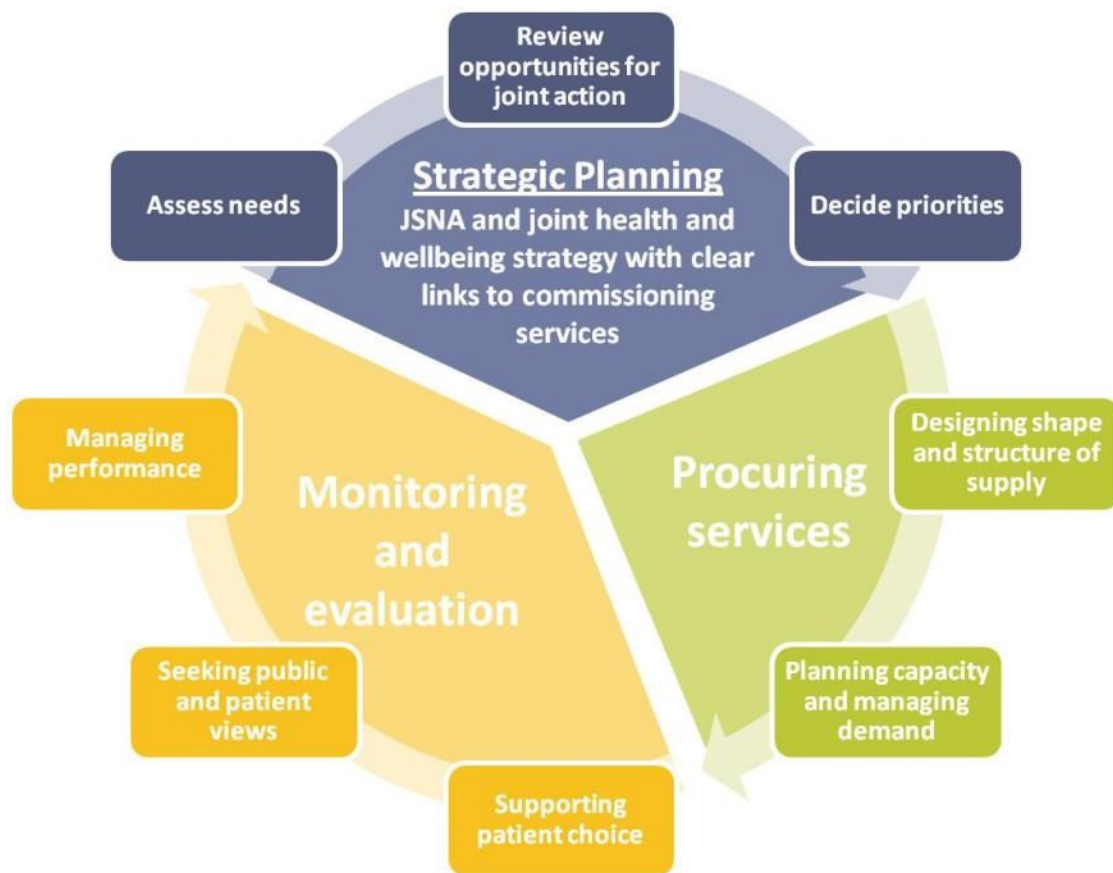 Review
opportunities for
joint action
Assess needs
Strategic Planning
JSNA and joint health and
wellbeing strategy with clear
links to commissioning
services
Decide priorities
Managing
performance
Monitoring
and
evaluation
Procuring
services
Designing shape
and structure of
supply
Seeking public
and patient
views
Planning capacity
and managing
demand
Supporting
patient choice